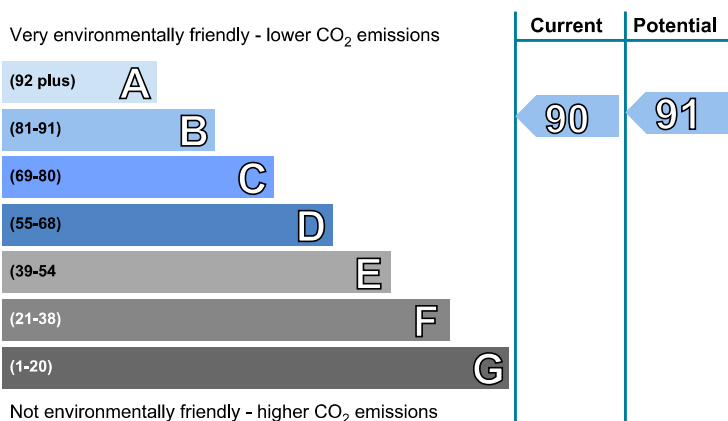 Very environmentally friendly - lower CO₂ emissions
Current
Potential
(92 plus) A
(81-91) B
90
91
(69-80) C
(55-68) D
(39-54 E
(21-38) F
(1-20) G
Not environmentally friendly - higher CO₂ emissions